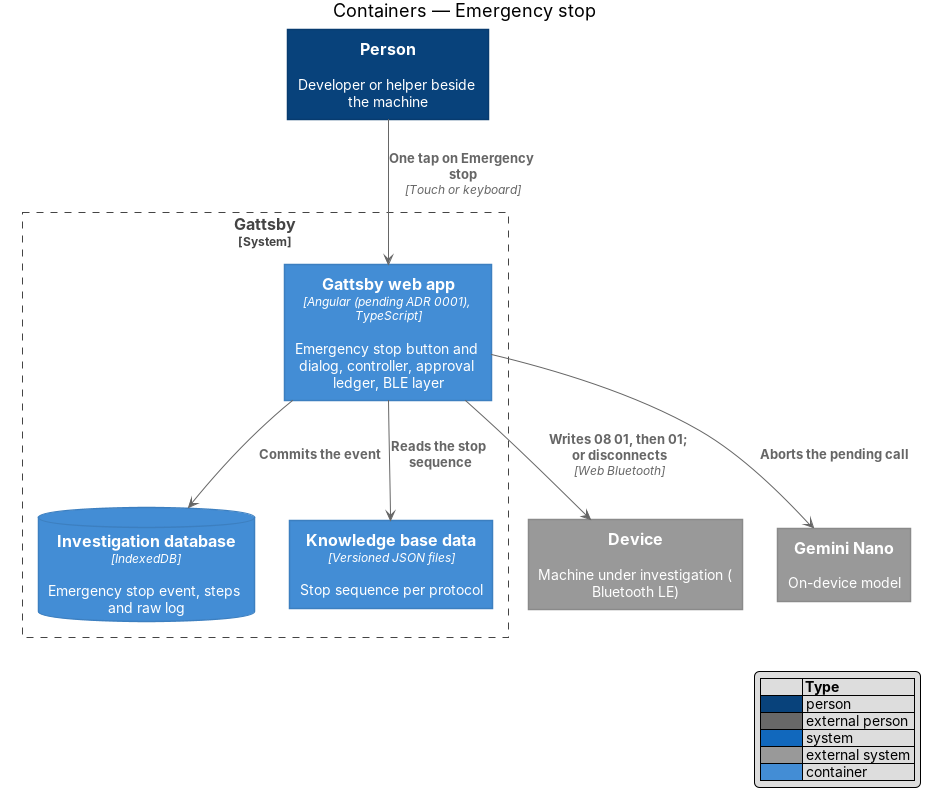 Containers — Emergency stop
Person
Developer or helper beside
the machine
One tap on Emergency
stop
[Touch or keyboard]
Gattsby
[System]
Gattsby web app
[Angular (pending ADR 0001),
TypeScript]
Emergency stop button and
dialog, controller, approval
ledger, BLE layer
Commits the event
Reads the stop
sequence
Writes 08 01, then 01;
or disconnects
[Web Bluetooth]
Aborts the pending call
Investigation database
[IndexedDB]
Emergency stop event, steps
and raw log
Knowledge base data
[Versioned JSON files]
Stop sequence per protocol
Device
Machine under investigation (
Bluetooth LE)
Gemini Nano
On-device model
Type
person
external person
system
external system
container